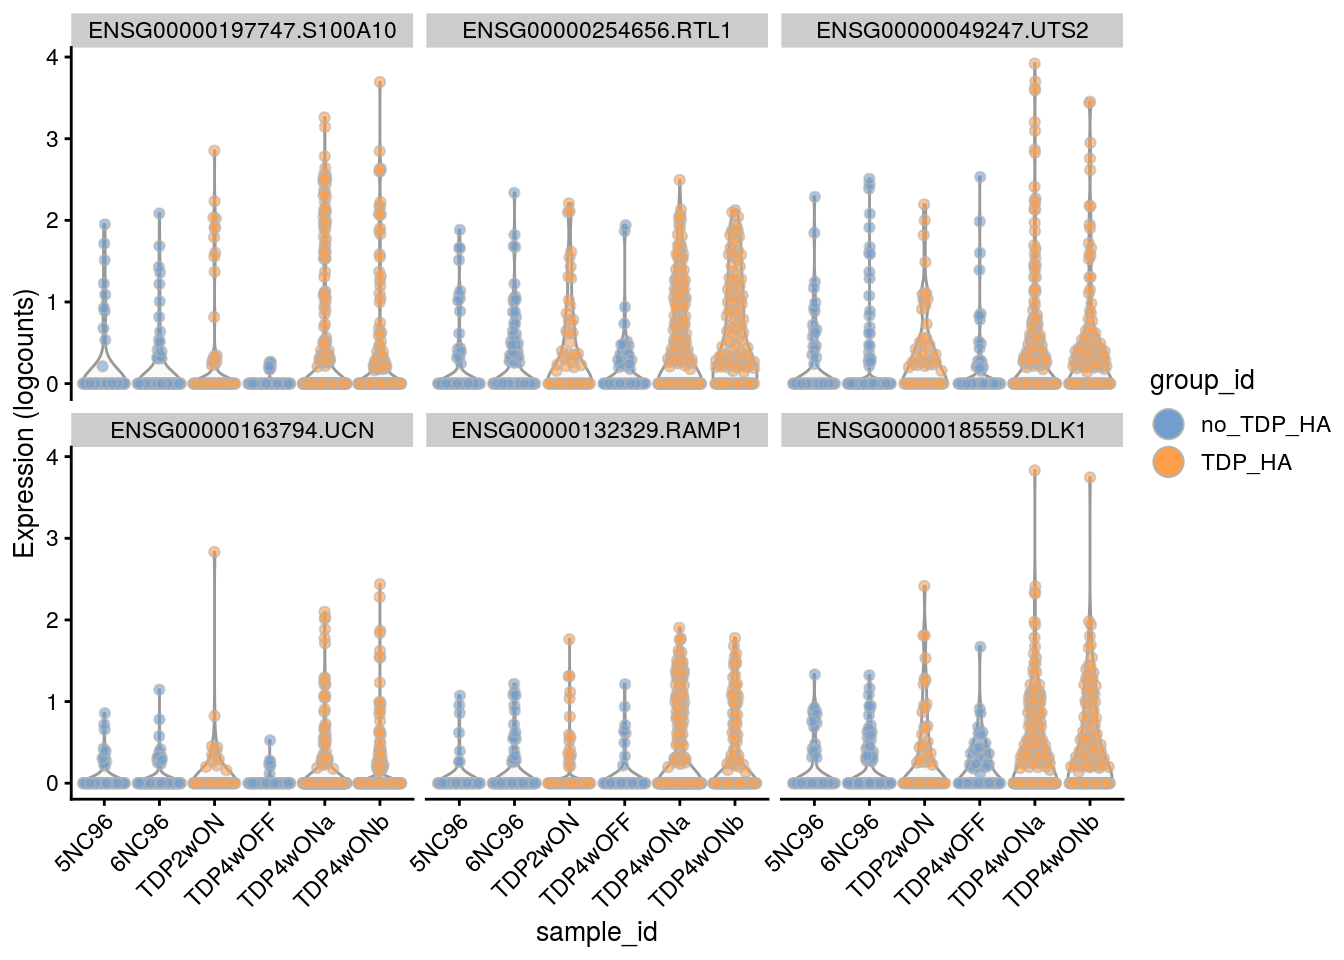 ENSG00000197747.S100A10 ENSG00000254656.RTL1 ENSG00000049247.UTS2
4
3
2
1
0
ENSG00000163794.UCN ENSG00000132329.RAMP1 ENSG00000185559.DLK1
4
3
2
1
0
Expression (logcounts)
5NC96 6NC96 TDP2wON TDP4wOFF TDP4wONa TDP4wONb 5NC96 6NC96 TDP2wON TDP4wOFF TDP4wONa TDP4wONb 5NC96 6NC96 TDP2wON TDP4wOFF TDP4wONa TDP4wONb
sample_id
group_id
no_TDP_HA
TDP_HA